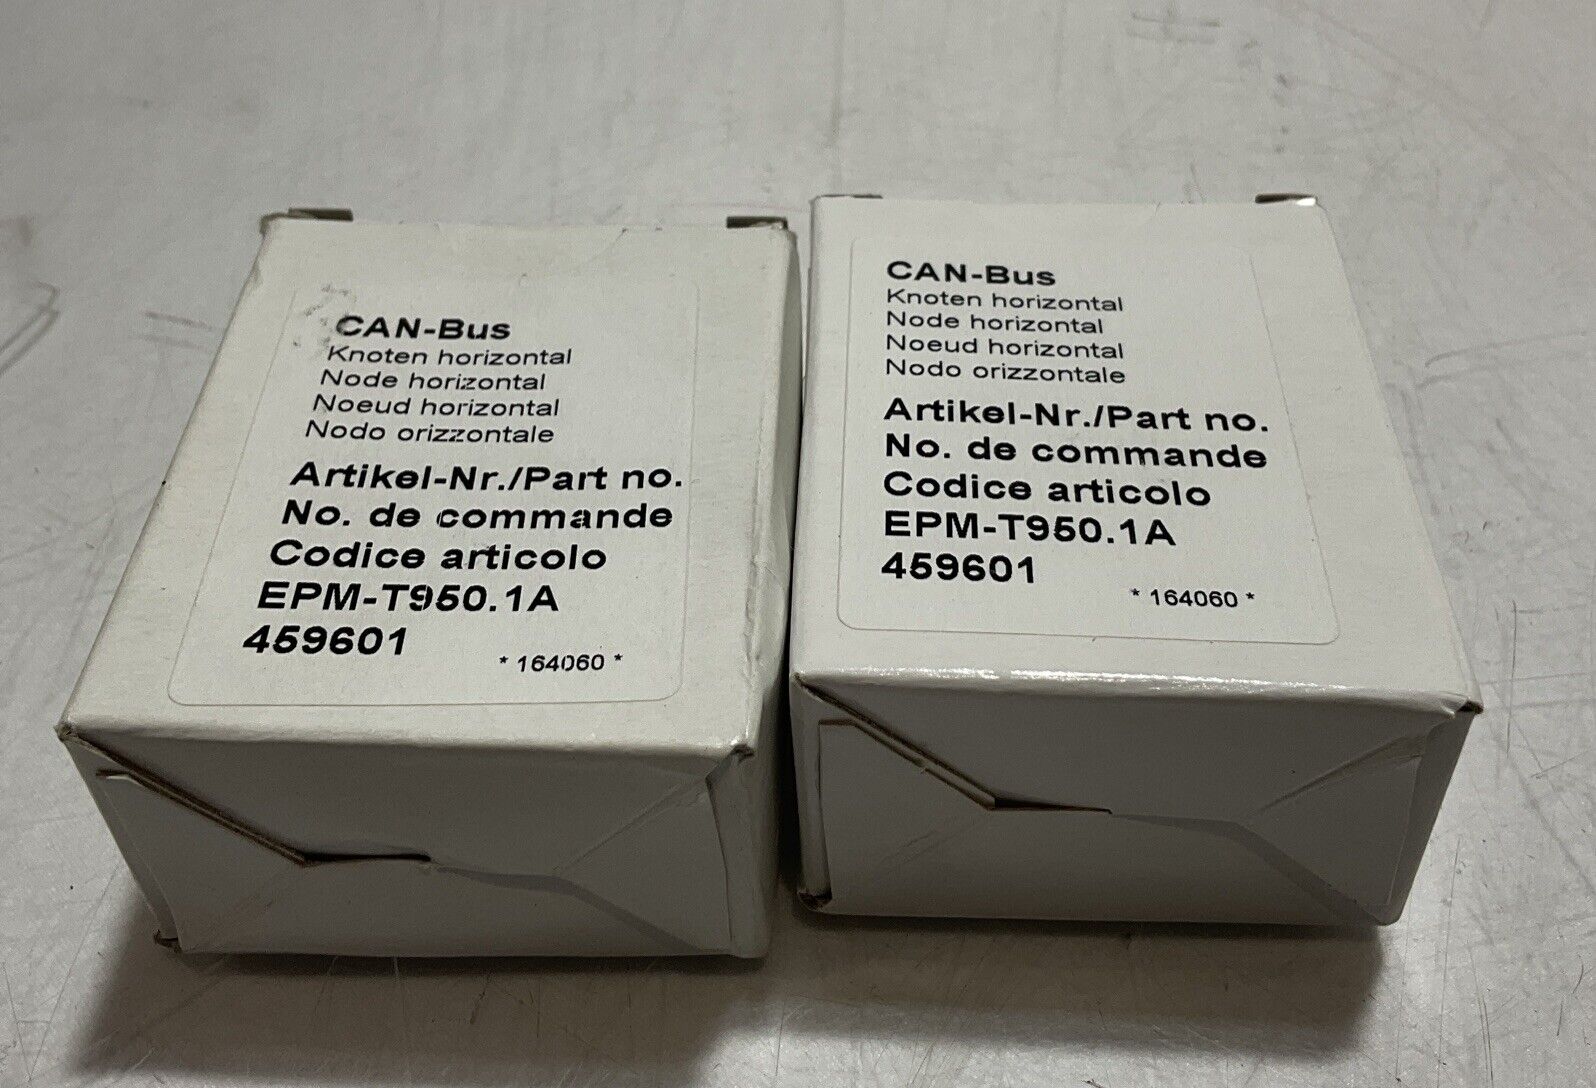 CAN-Bus
Knoten horizontal
Node horizontal
Noeud horizontal
Nodo orizzontale
Artikel-Nr./Part no.
No. de commande
Codice articolo
EPM-T950.1A
459601
* 164060 *
CAN-Bus
Knoten horizontal
Node horizontal
Noeud horizontal
Nodo orizzontale
Artikel-Nr./Part no.
No. de commande
Codice articolo
EPM-T950.1A
459601
* 164060 *